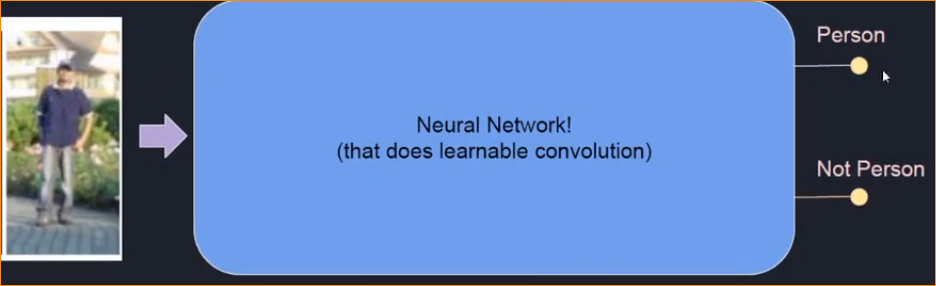 Person
Neural Network!
(that does learnable convolution)
Not Person